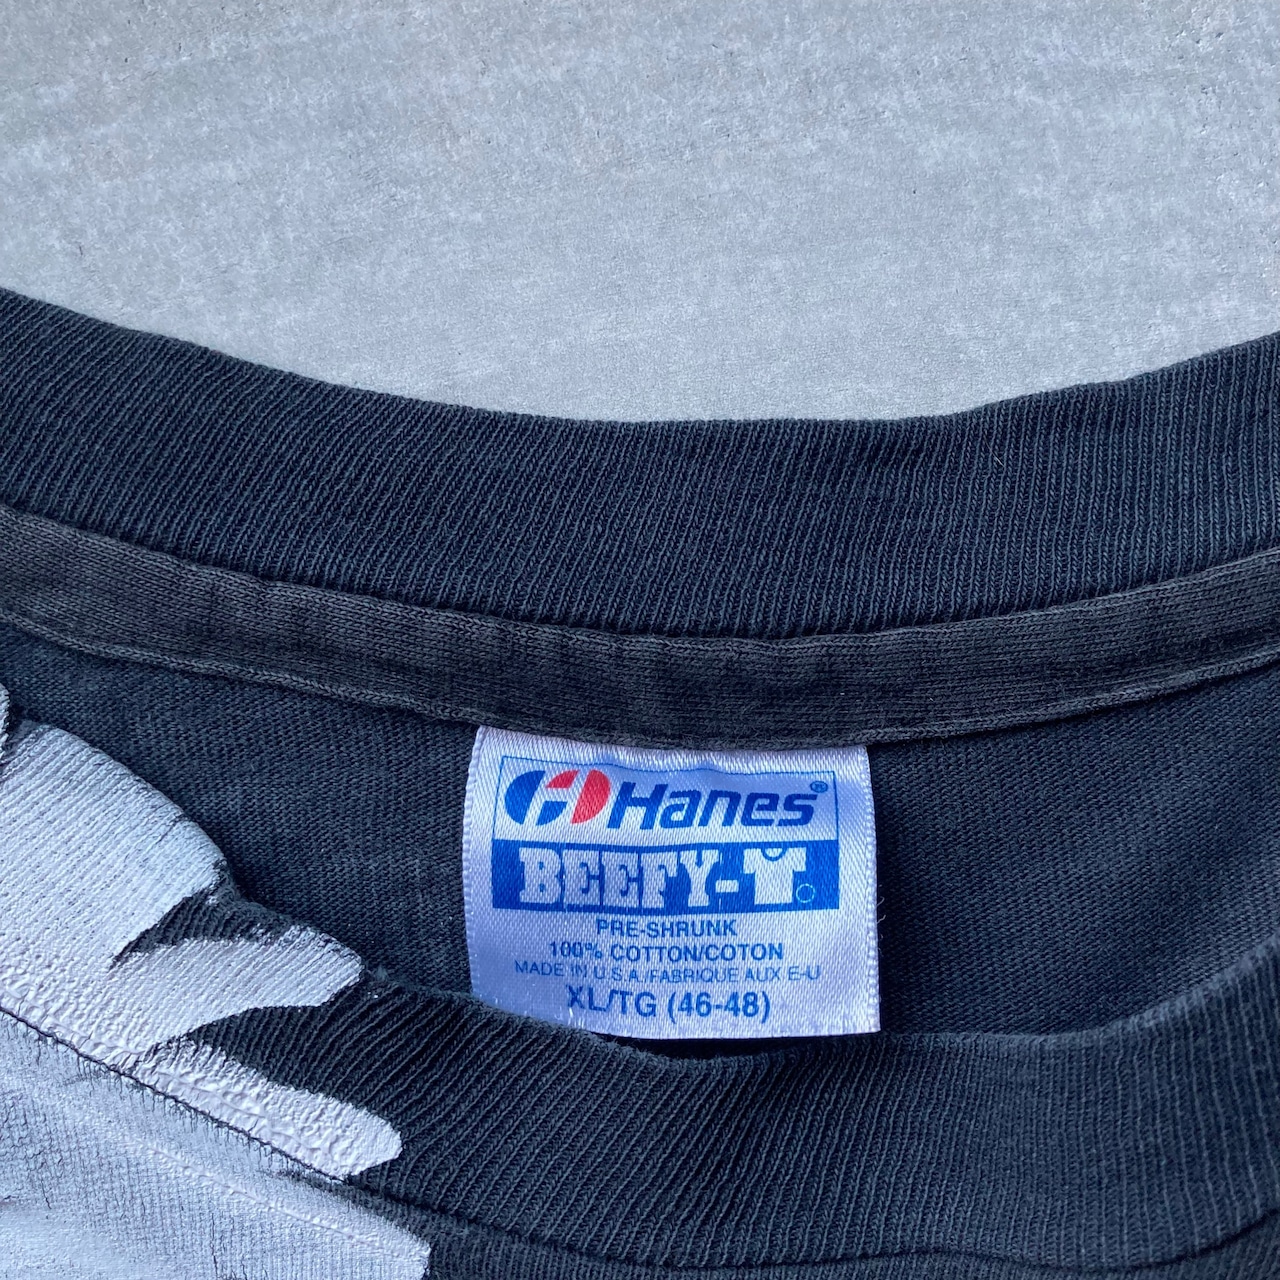 Hanes®
BEEFY-T.
PRE-SHRUNK
100% COTTON/COTON
MADE IN U.S.A./FABRIQUE AUX E-U
XL/TG (46-48)